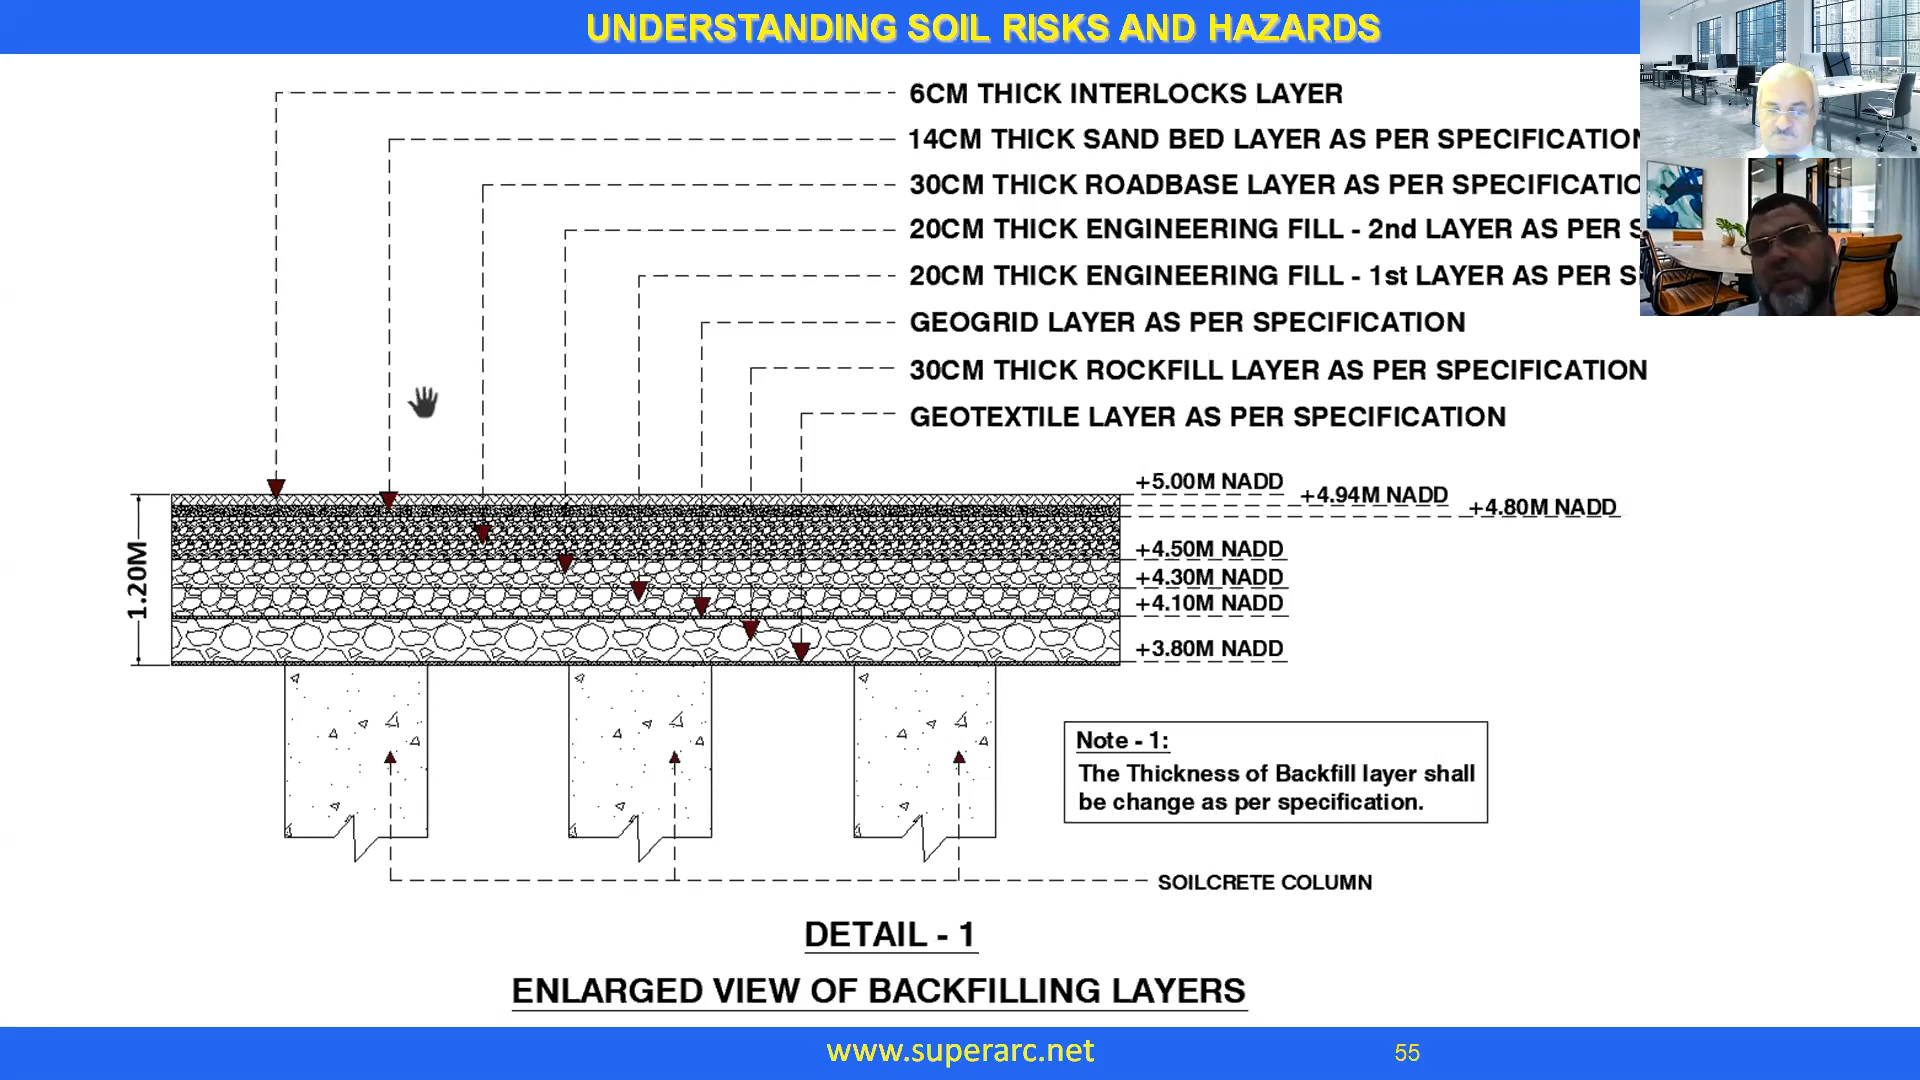 UNDERSTANDING SOIL RISKS AND HAZARDS
6CM THICK INTERLOCKS LAYER
14CM THICK SAND BED LAYER AS PER SPECIFICATION
30CM THICK ROADBASE LAYER AS PER SPECIFICATIO
20CM THICK ENGINEERING FILL - 2nd LAYER AS PER S
20CM THICK ENGINEERING FILL - 1st LAYER AS PER S
GEOGRID LAYER AS PER SPECIFICATION
30CM THICK ROCKFILL LAYER AS PER SPECIFICATION
GEOTEXTILE LAYER AS PER SPECIFICATION
+5.00M NADD
+4.94M NADD
+4.80M NADD
+4.50M NADD
+4.30M NADD
+4.10M NADD
+3.80M NADD
1.20M
Note - 1:
The Thickness of Backfill layer shall
be change as per specification.
SOILCRETE COLUMN
DETAIL - 1
ENLARGED VIEW OF BACKFILLING LAYERS
www.superarc.net
55